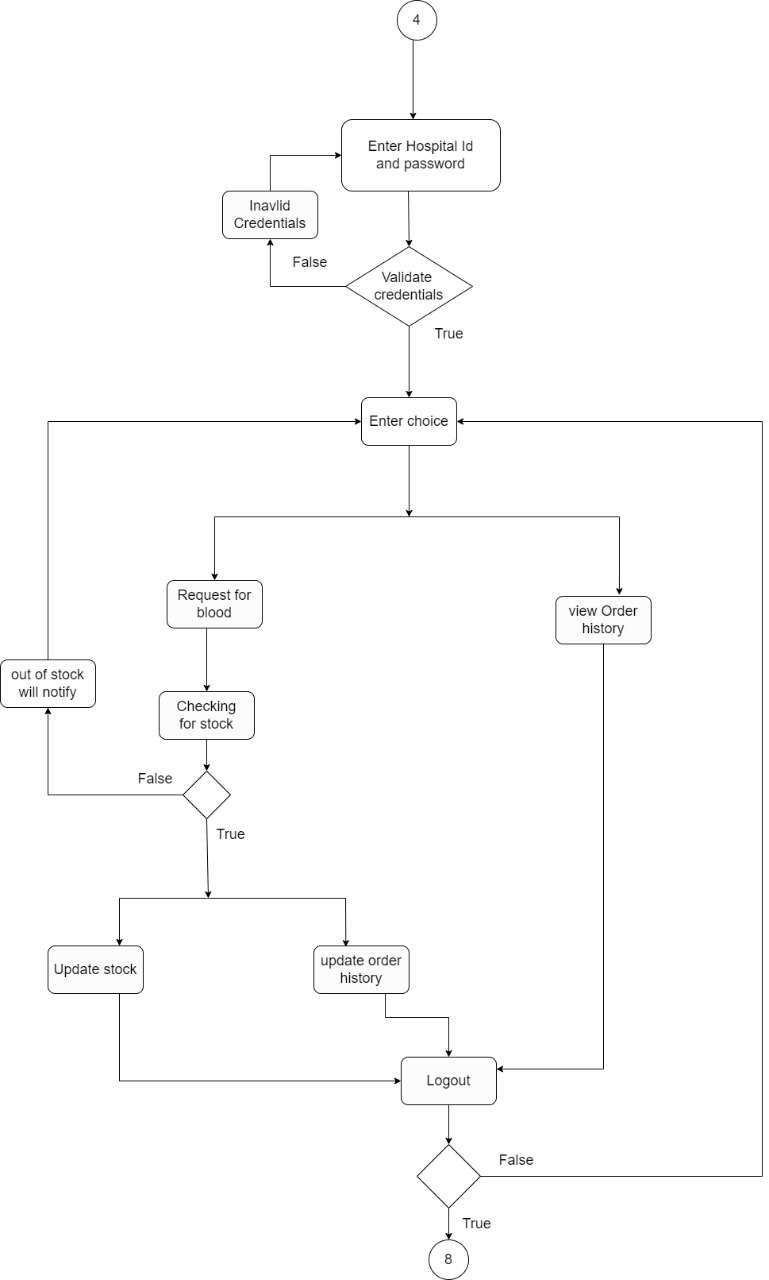 4
Enter Hospital Id
and password
Inavlid
Credentials
False
Validate
credentials
True
Enter choice
Request for
blood
view Order
history
out of stock
will notify
Checking
for stock
False
True
Update stock
update order
history
Logout
False
True
8